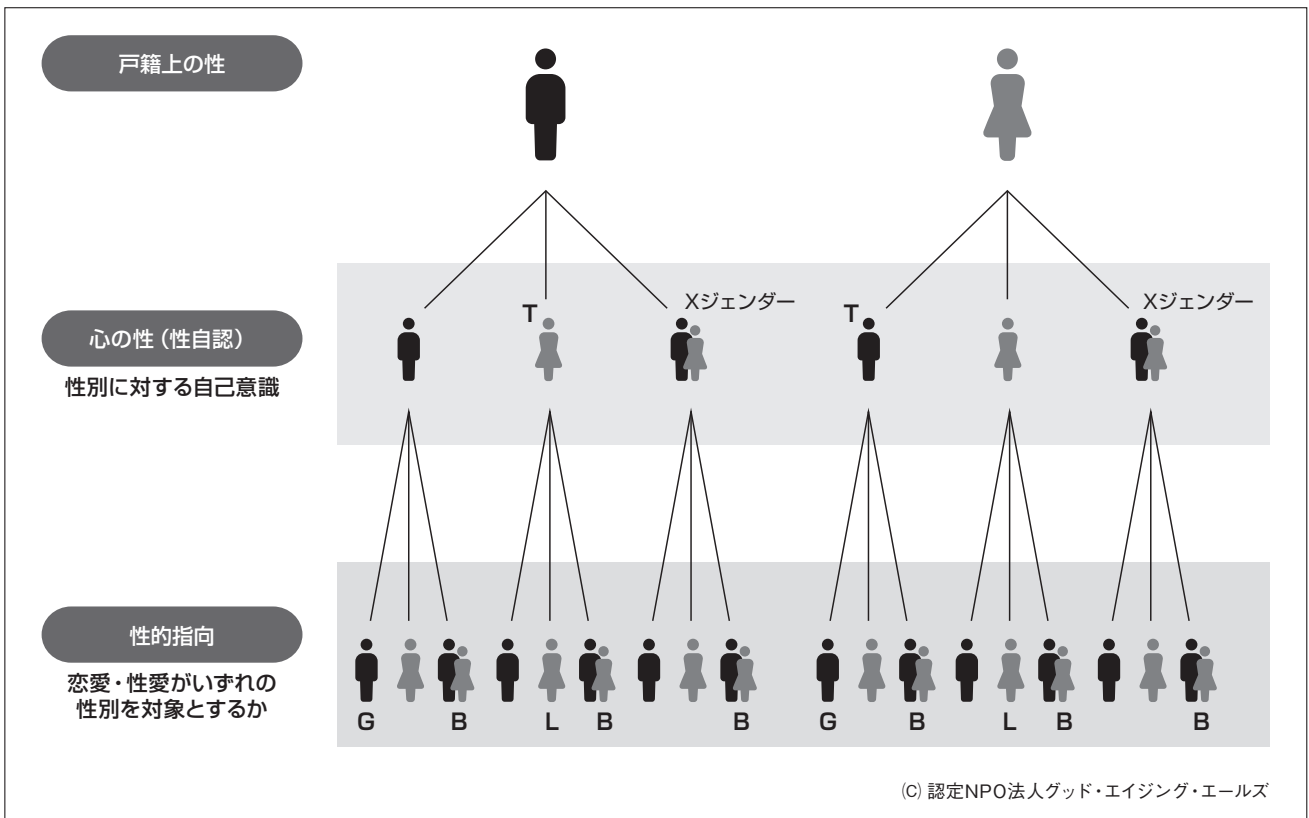 戸籍上の性
T
Xジェンダー
T
Xジェンダー
心の性（性自認）
性別に対する自己意識
性的指向
恋愛・性愛がいずれの
性別を対象とするか
G B L B B G B L B B
(C) 認定NPO法人グッド・エイジング・エールズ